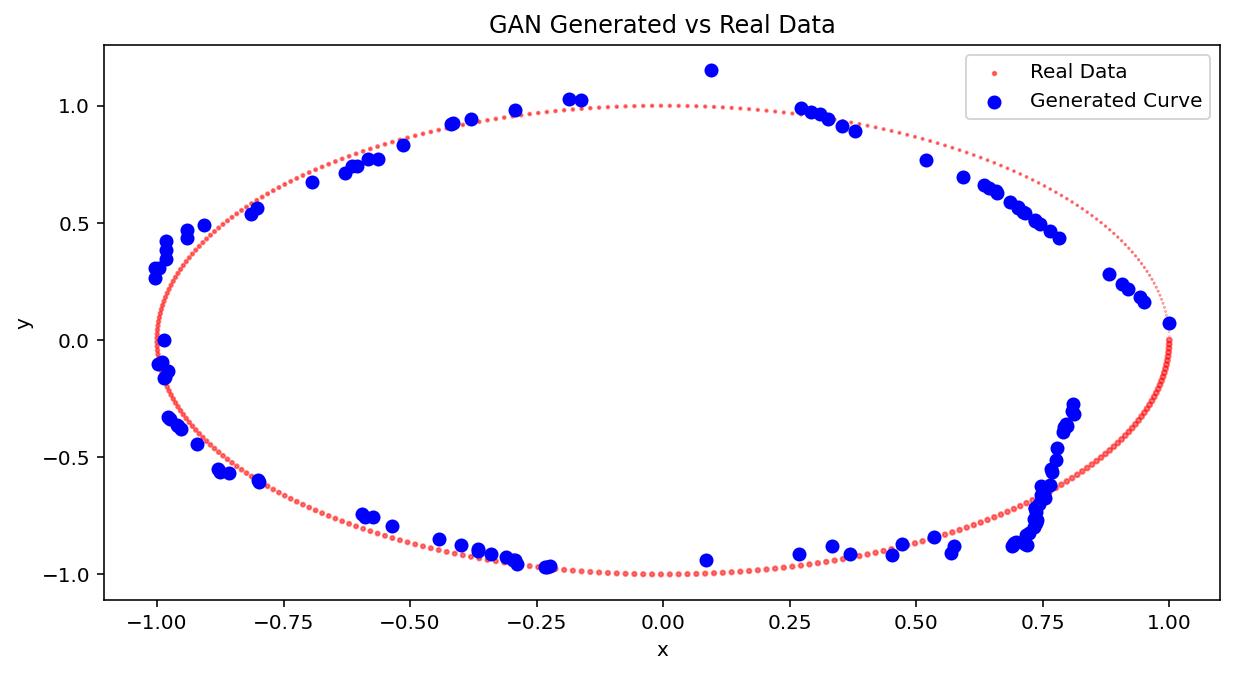 GAN Generated vs Real Data
Real Data
Generated Curve
1.0
0.5
0.0
−0.5
−1.0
y
−1.00 −0.75 −0.50 −0.25 0.00 0.25 0.50 0.75 1.00
x